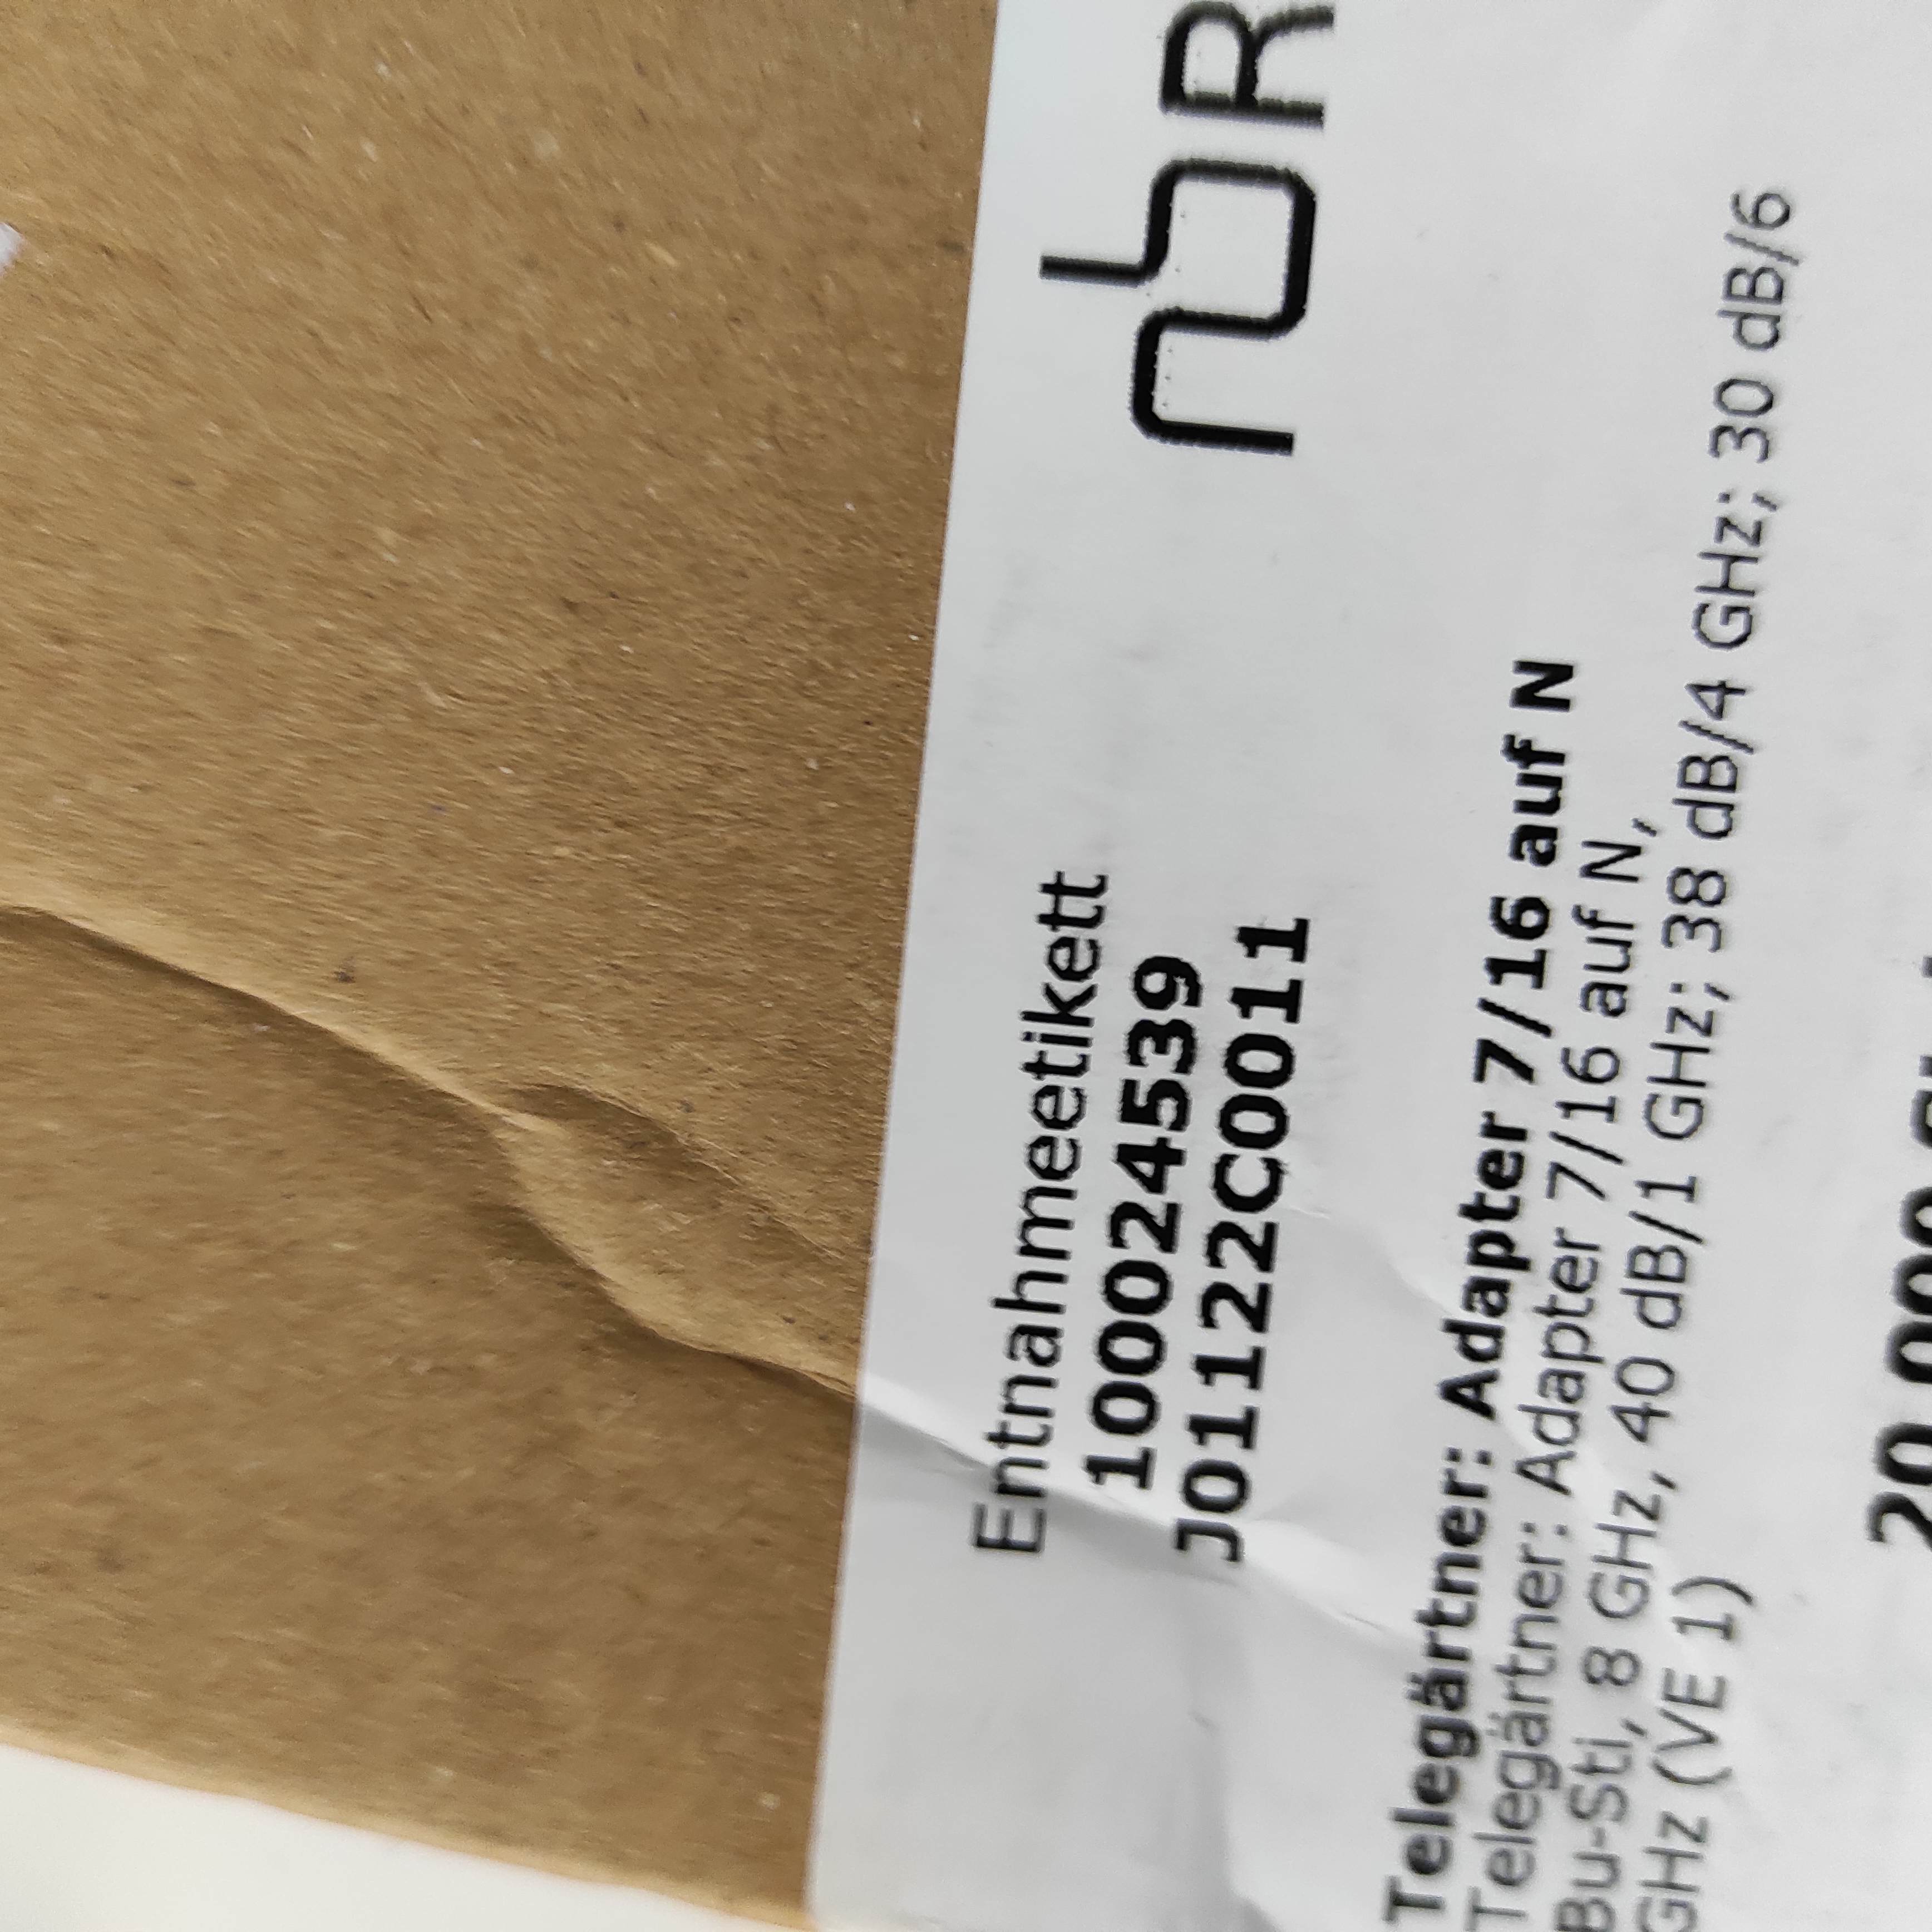 Entnahmeetikett
100024539
J01122C0011
Telegärtner: Adapter 7/16 auf N
Telegärtner: Adapter 7/16 auf N,
Bu-Sti, 8 GHz, 40 dB/1 GHz; 38 dB/4 GHz; 30 dB/6
GHz (VE 1)